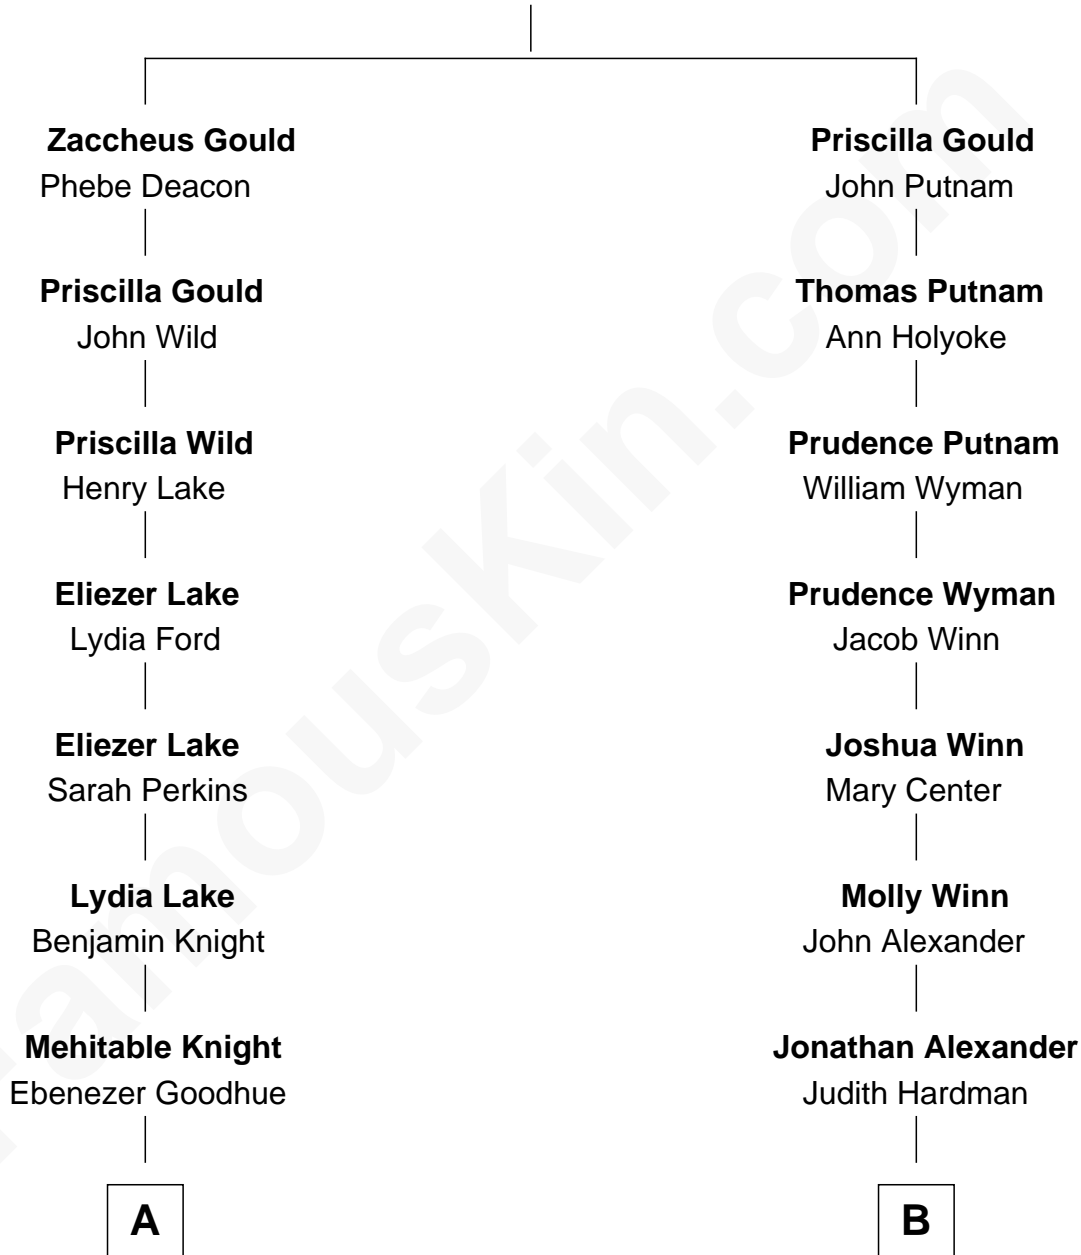 Zaccheus Gould
Phebe Deacon
Priscilla Gould
John Wild
Priscilla Wild
Henry Lake
Eliezer Lake
Lydia Ford
Eliezer Lake
Sarah Perkins
Lydia Lake
Benjamin Knight
Mehitable Knight
Ebenezer Goodhue
A
Priscilla Gould
John Putnam
Thomas Putnam
Ann Holyoke
Prudence Putnam
William Wyman
Prudence Wyman
Jacob Winn
Joshua Winn
Mary Center
Molly Winn
John Alexander
Jonathan Alexander
Judith Hardman
B
FamousKin.com